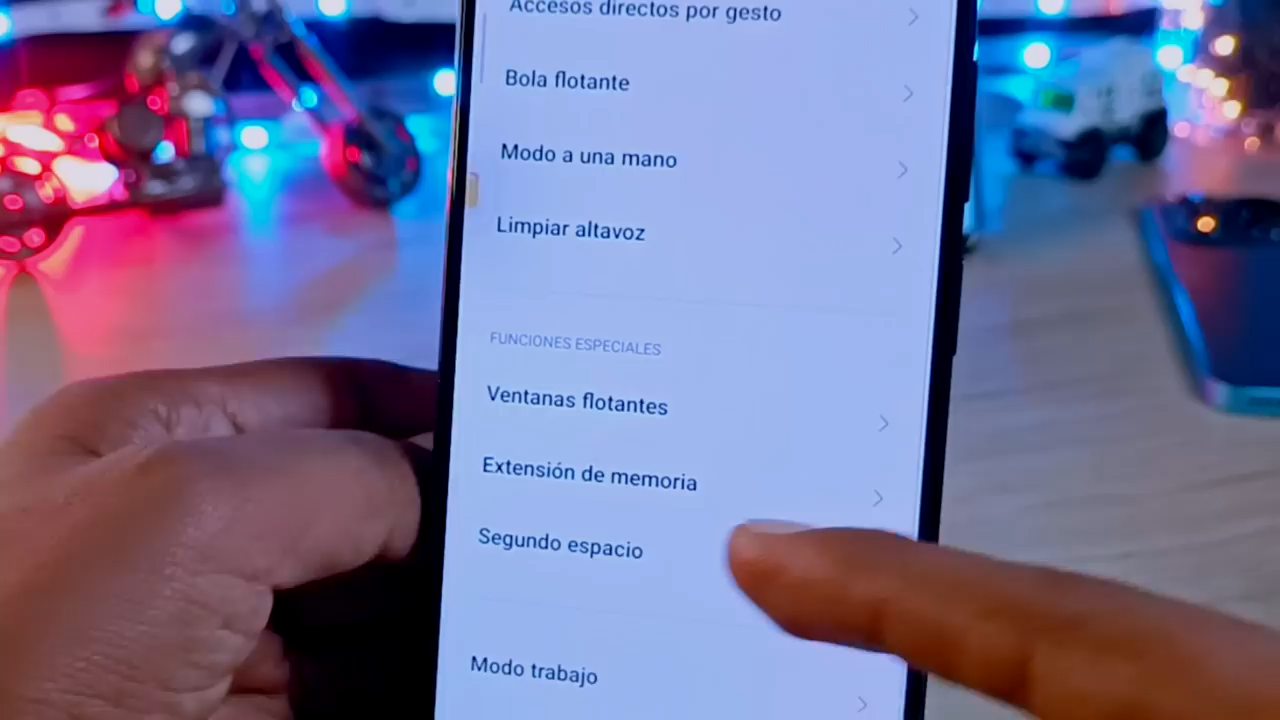 Accesos directos por gesto
Bola flotante
Modo a una mano
Limpiar altavoz
FUNCIONES ESPECIALES
Ventanas flotantes
Extensión de memoria
Segundo espacio
Modo trabajo